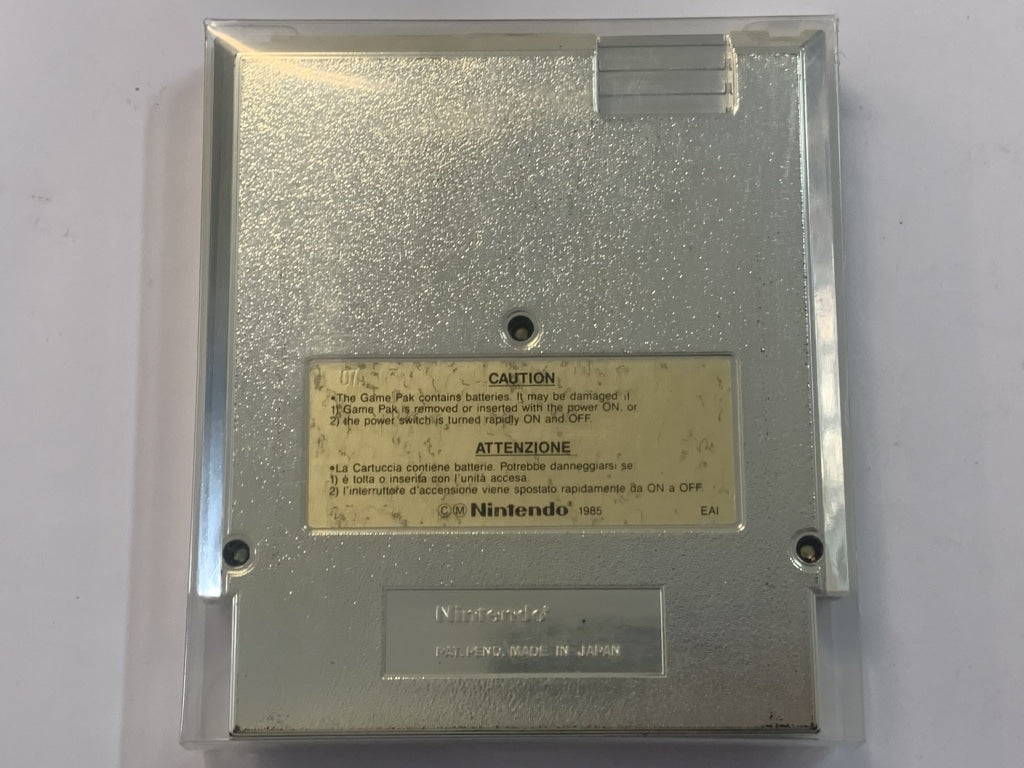 07A
CAUTION
•The Game Pak contains batteries. It may be damaged if
1) Game Pak is removed or inserted with the power ON, or
2) the power switch is turned rapidly ON and OFF.
ATTENZIONE
•La Cartuccia contiene batterie. Potrebbe danneggiarsi se
1) è tolta o inserita con l'unità accesa.
2) l'interruttore d'accensione viene spostato rapidamente da ON a OFF.
©Ⓜ Nintendo® 1985 EAI
Nintendo®
PAT. PEND. MADE IN JAPAN